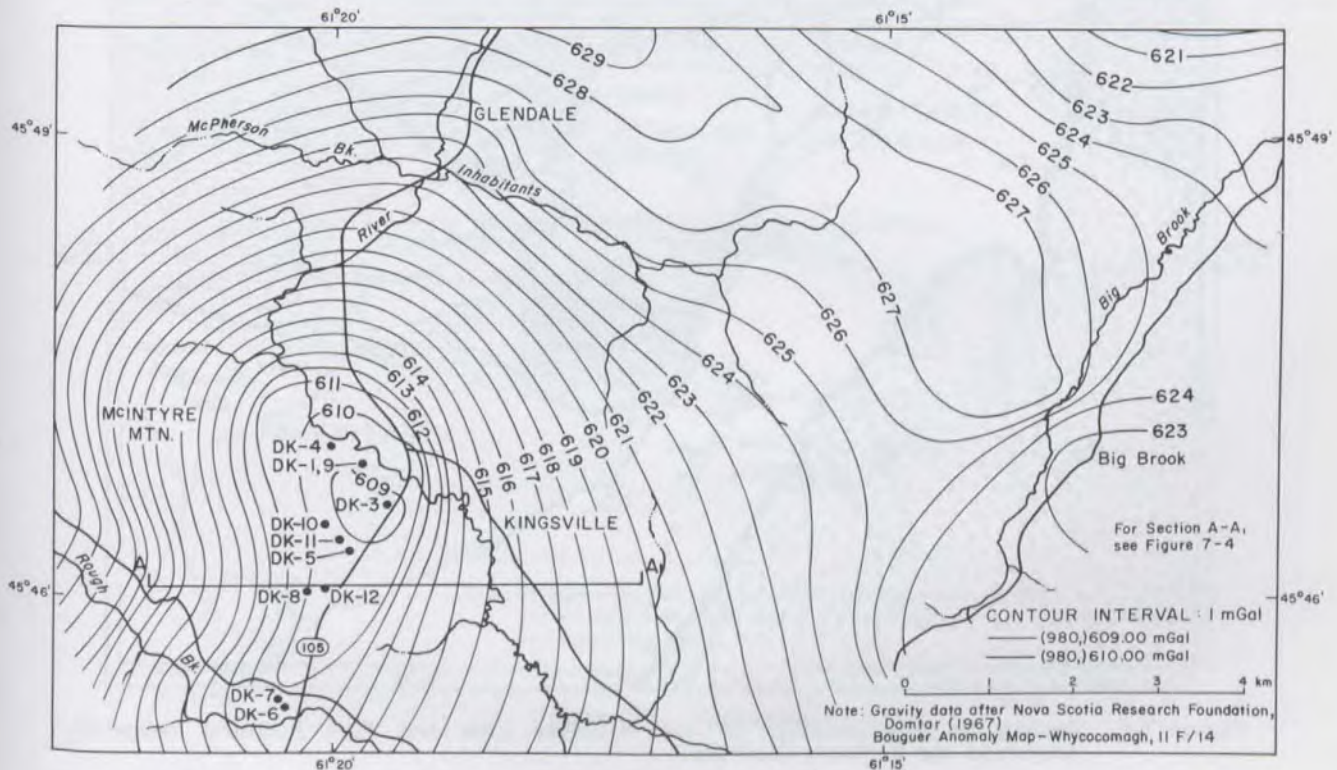 61°20'
61°15'
629
628
627
626
625
624
623
622
621
GLENDALE
45°49'
45°49'
McPherson
Bk.
Inhabitants
River
Big Brook
627
626
627
625
624
623
622
621
620
619
618
617
616
615
614
613
612
611
610
609
McINTYRE
MTN.
DK-4
DK-1,9
DK-3
DK-10
DK-11
DK-5
DK-8
DK-12
KINGSVILLE
624
623
Big Brook
For Section A-A,
see Figure 7-4
A
A,
45°46'
45°46'
Rough
Bk.
105
DK-7
DK-6
CONTOUR INTERVAL : 1 mGal
(980,)609.00 mGal
(980,)610.00 mGal
0 1 2 3 4 km
Note: Gravity data after Nova Scotia Research Foundation,
Domtar (1967)
Bouguer Anomaly Map-Whycocomagh, 11 F/14
61°20'
61°15'